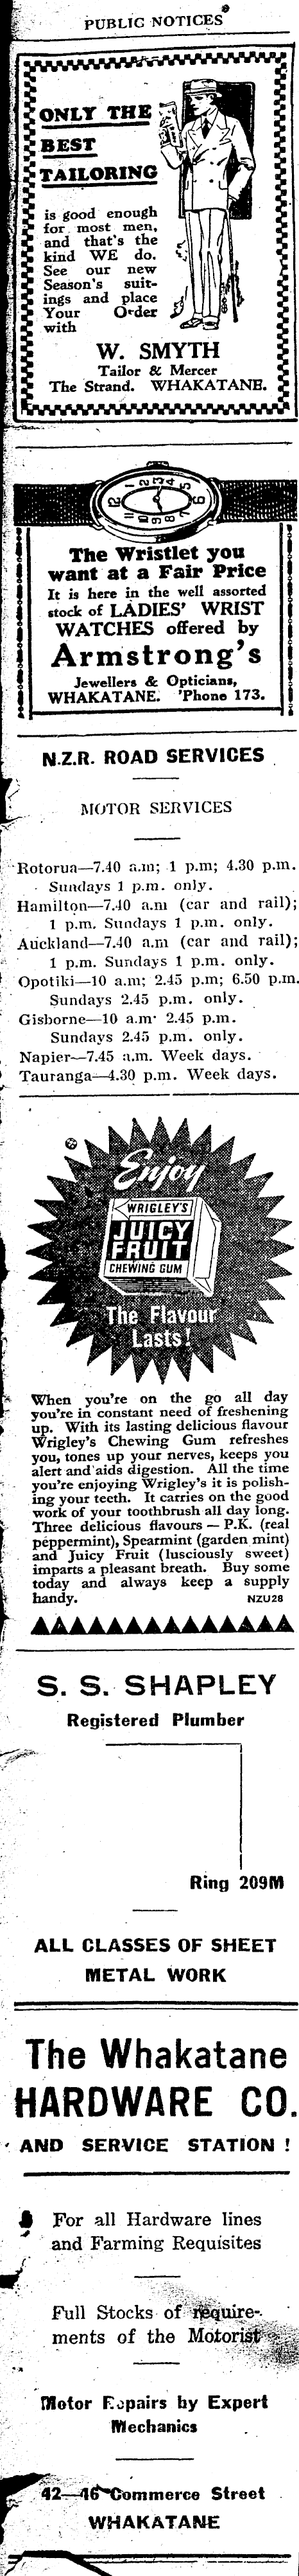 PUBLIC NOTICES
ONLY THE
BEST
TAILORING
is good enough
for most men,
and that's the
kind WE do.
See our new
Season's suit-
ings and place
Your Order
with
W. SMYTH
Tailor & Mercer
The Strand. WHAKATANE.
The Wristlet you
want at a Fair Price
It is here in the well assorted
stock of LADIES' WRIST
WATCHES offered by
Armstrong's
Jewellers & Opticians,
WHAKATANE. 'Phone 173.
N.Z.R. ROAD SERVICES
MOTOR SERVICES
Rotorua—7.40 a.m; 1 p.m; 4.30 p.m.
Sundays 1 p.m. only.
Hamilton—7.40 a.m (car and rail);
1 p.m. Sundays 1 p.m. only.
Auckland—7.40 a.m (car and rail);
1 p.m. Sundays 1 p.m. only.
Opotiki—10 a.m; 2.45 p.m; 6.50 p.m.
Sundays 2.45 p.m. only.
Gisborne—10 a.m· 2.45 p.m.
Sundays 2.45 p.m. only.
Napier—7.45 a.m. Week days.
Tauranga—4.30 p.m. Week days.
Enjoy
WRIGLEY'S
JUICY
FRUIT
CHEWING GUM
The Flavour
Lasts!
When you're on the go all day
you're in constant need of freshening
up. With its lasting delicious flavour
Wrigley's Chewing Gum refreshes
you, tones up your nerves, keeps you
alert and aids digestion. All the time
you're enjoying Wrigley's it is polish-
ing your teeth. It carries on the good
work of your toothbrush all day long.
Three delicious flavours — P.K. (real
peppermint), Spearmint (garden mint)
and Juicy Fruit (lusciously sweet)
imparts a pleasant breath. Buy some
today and always keep a supply
handy. NZU28
S. S. SHAPLEY
Registered Plumber
Ring 209M
ALL CLASSES OF SHEET
METAL WORK
The Whakatane
HARDWARE CO.
AND SERVICE STATION !
For all Hardware lines
and Farming Requisites
Full Stocks of require-
ments of the Motorist
Motor Repairs by Expert
Mechanics
42—46 Commerce Street
WHAKATANE